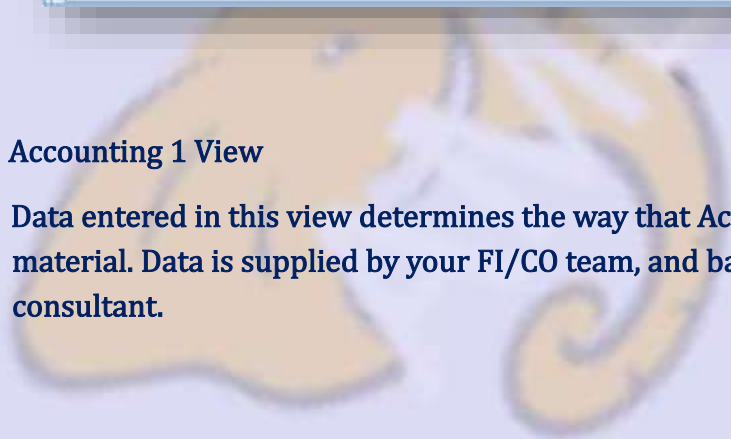 Accounting 1 View
Data entered in this view determines the way that Ac
material. Data is supplied by your FI/CO team, and ba
consultant.